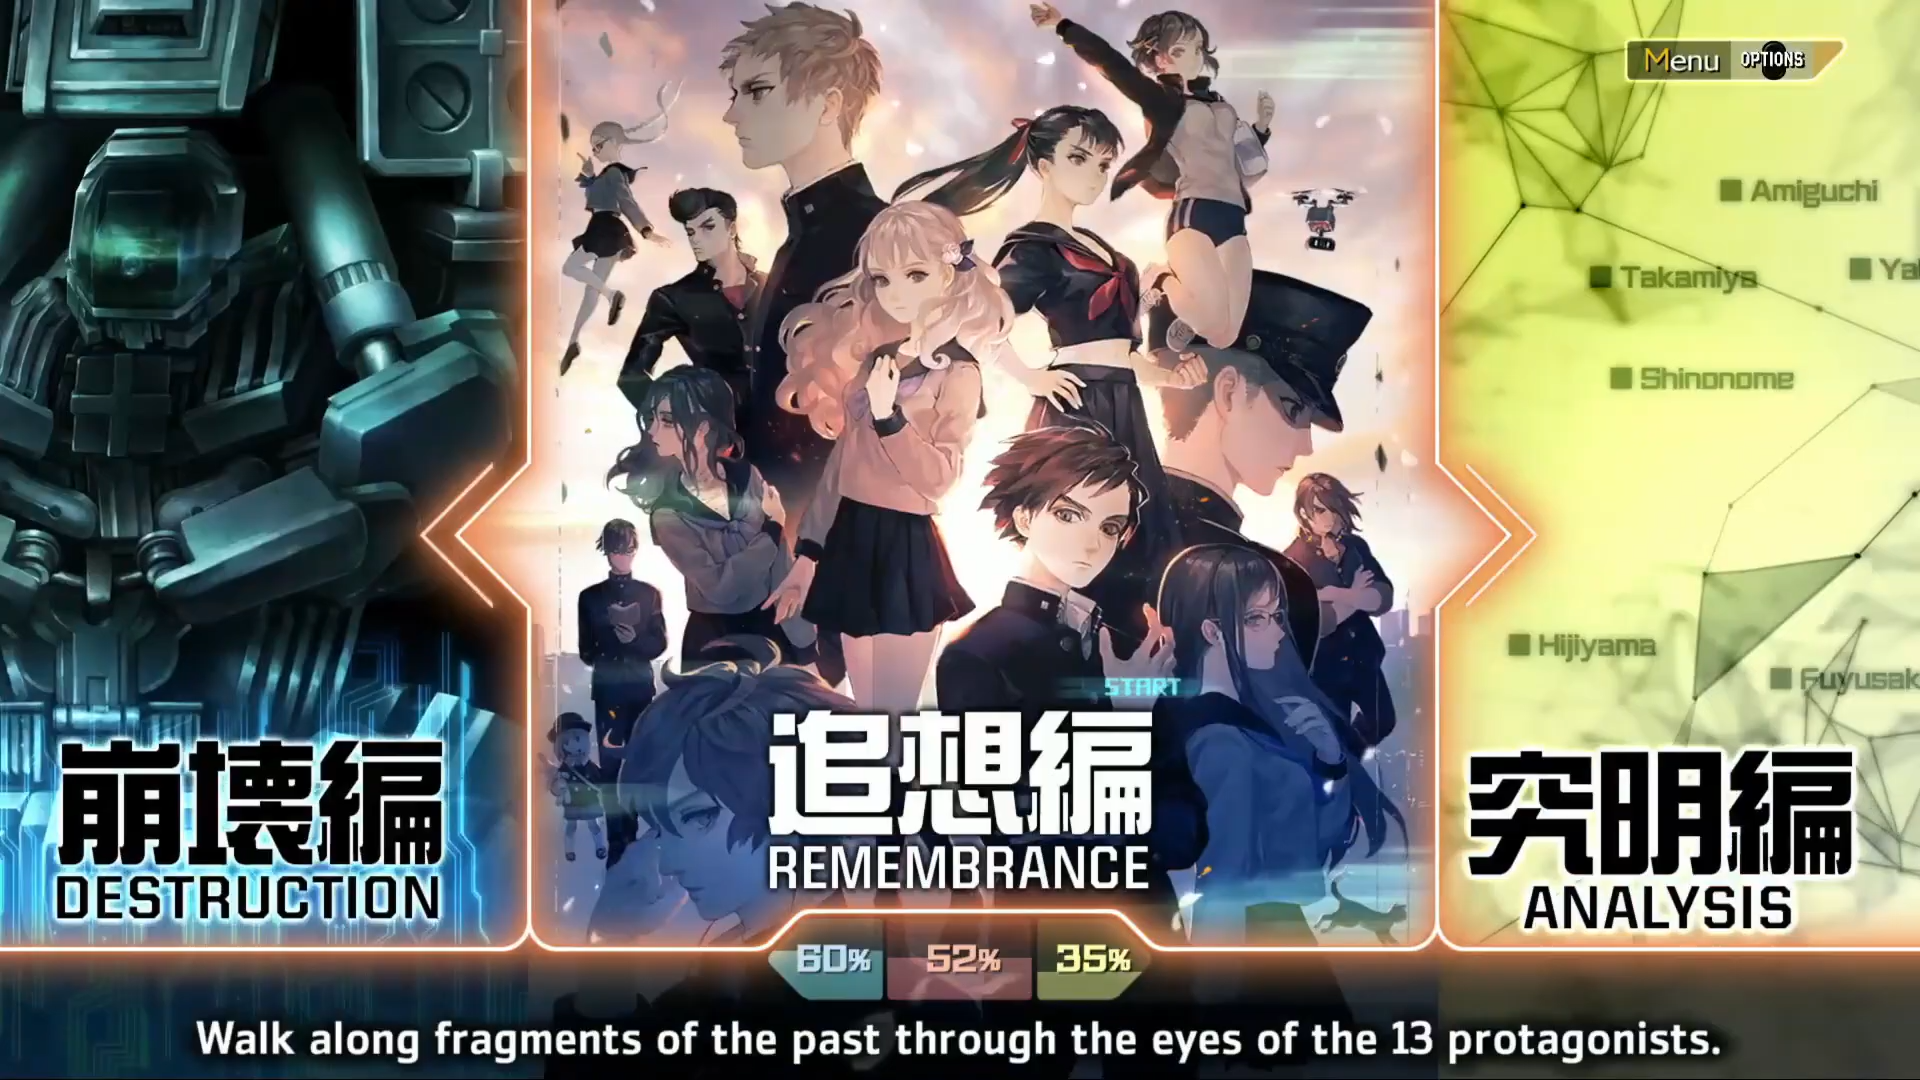 Menu OPTIONS
Amiguchi
Takamiya
Shinonome
Hijiyama
START
崩壊編
DESTRUCTION
追想編
REMEMBRANCE
究明編
ANALYSIS
60% 52% 35%
Walk along fragments of the past through the eyes of the 13 protagonists.